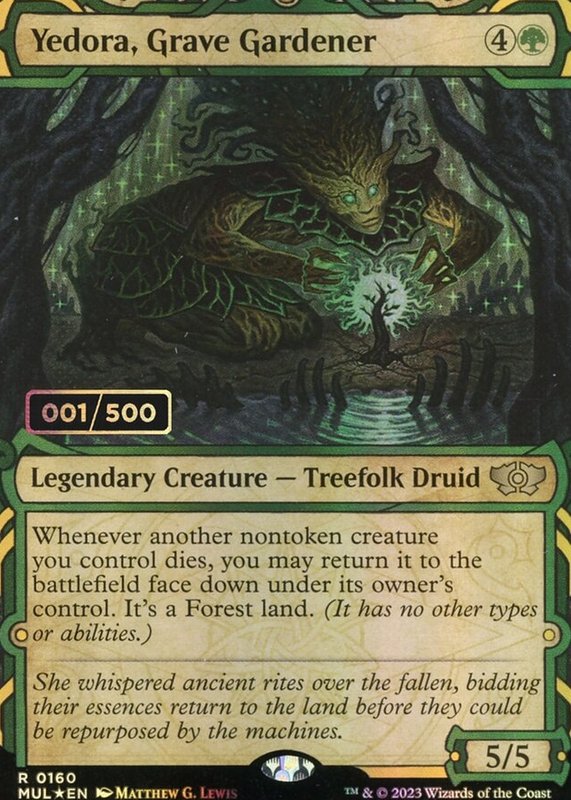 Yedora, Grave Gardener 4
001/500
Legendary Creature — Treefolk Druid
Whenever another nontoken creature
you control dies, you may return it to the
battlefield face down under its owner's
control. It's a Forest land. (It has no other types
or abilities.)
She whispered ancient rites over the fallen, bidding
their essences return to the land before they could
be repurposed by the machines.
5/5
R 0160
MUL★EN Matthew G. Lewis
™ & © 2023 Wizards of the Coast